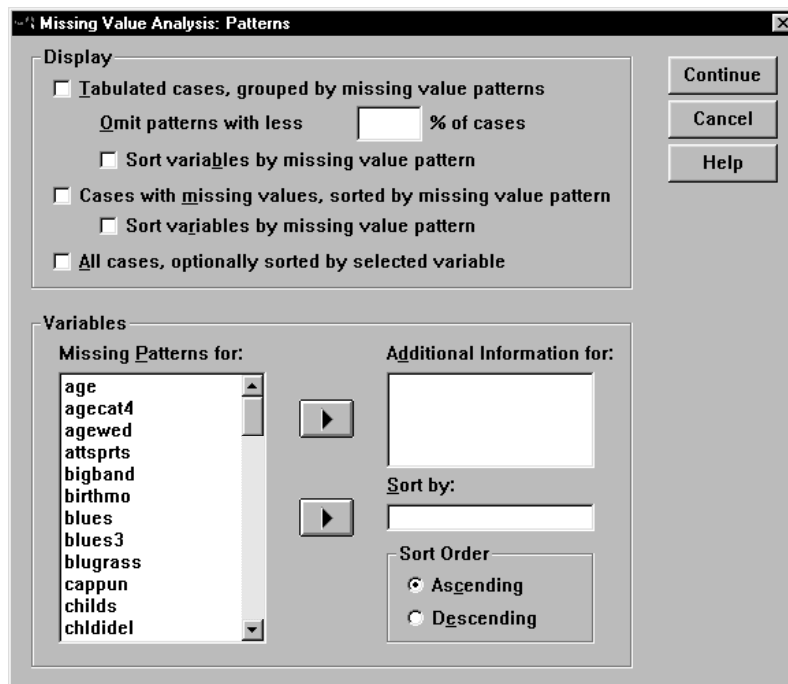 Missing Value Analysis: Patterns
Display
Tabulated cases, grouped by missing value patterns
Omit patterns with less % of cases
Sort variables by missing value pattern
Cases with missing values, sorted by missing value pattern
Sort variables by missing value pattern
All cases, optionally sorted by selected variable
Continue
Cancel
Help
Variables
Missing Patterns for:
age
agecat4
agewed
attsprts
bigband
birthmo
blues
blues3
blugrass
cappun
childs
chldidel
Additional Information for:
Sort by:
Sort Order
Ascending
Descending